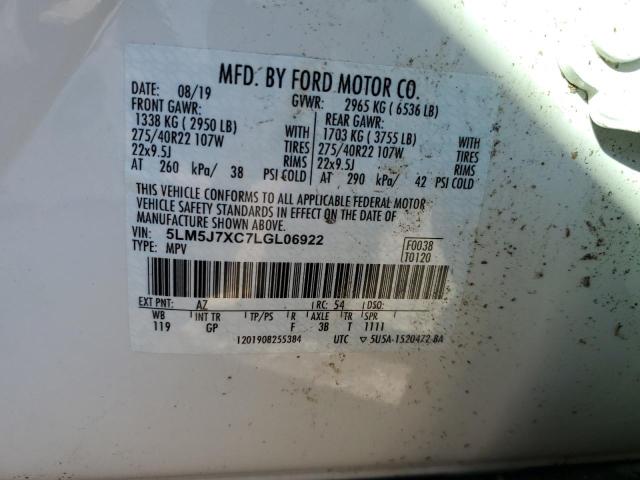 MFD. BY FORD MOTOR CO.
DATE: 08/19 GVWR: 2965 KG ( 6536 LB)
FRONT GAWR: REAR GAWR:
1338 KG ( 2950 LB) WITH 1703 KG ( 3755 LB) WITH
275/40R22 107W TIRES 275/40R22 107W TIRES
22x9.5J RIMS 22x9.5J RIMS
AT 260 kPa/ 38 PSI COLD AT 290 kPa/ 42 PSI COLD
THIS VEHICLE CONFORMS TO ALL APPLICABLE FEDERAL MOTOR
VEHICLE SAFETY STANDARDS IN EFFECT ON THE DATE OF
MANUFACTURE SHOWN ABOVE.
VIN: 5LM5J7XC7LGL06922 F0038
TYPE: MPV T0120
EXT PNT: AZ RC: 54 DSO:
WB INT TR TP/PS R AXLE TR SPR
119 GP F 3B T 1111
1201908255384 UTC ▽ 5U5A-1520472-BA